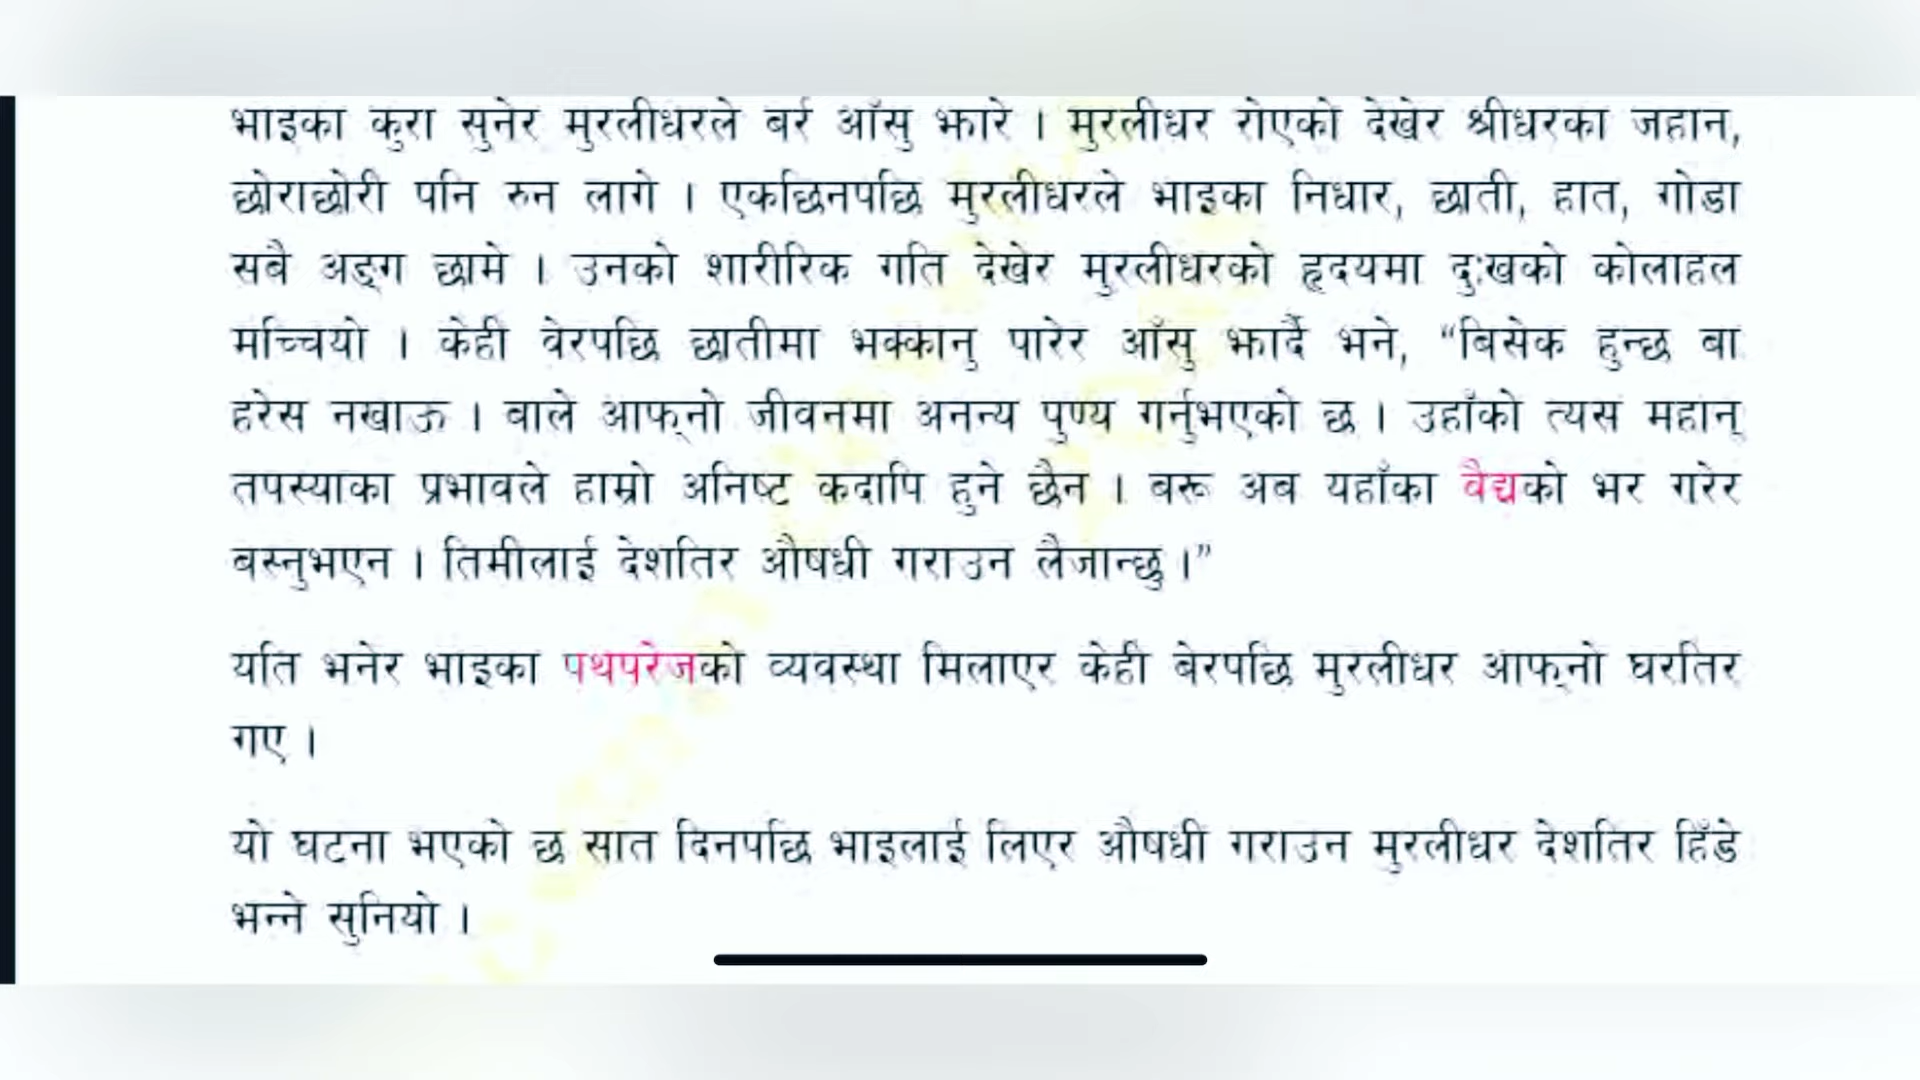 भाइका कुरा सुनेर मुरलीधरले बर्र आँसु झारे । मुरलीधर रोएको देखेर श्रीधरका जहान,
छोराछोरी पनि रुन लागे । एकछिनपछि मुरलीधरले भाइका निधार, छाती, हात, गोडा
सबै अङ्ग छामे । उनको शारीरिक गति देखेर मुरलीधरको हृदयमा दुःखको कोलाहल
मच्चियो । केही वेरपछि छातीमा भक्कानु पारेर आँसु झार्दै भने, “बिसेक हुन्छ बा
हरेस नखाऊ । वाले आफ्‌नो जीवनमा अनन्य पुण्य गर्नुभएको छ । उहाँको त्यस महान्
तपस्याका प्रभावले हाम्रो अनिष्ट कदापि हुने छैन । बरू अब यहाँका वैद्यको भर गरेर
बस्नुभएन । तिमीलाई देशतिर औषधी गराउन लैजान्छु ।”
यति भनेर भाइका पथपरेजको व्यवस्था मिलाएर केही बेरपछि मुरलीधर आफ्‌नो घरतिर
गए ।
यो घटना भएको छ सात दिनपछि भाइलाई लिएर औषधी गराउन मुरलीधर देशतिर हिँडे
भन्ने सुनियो ।